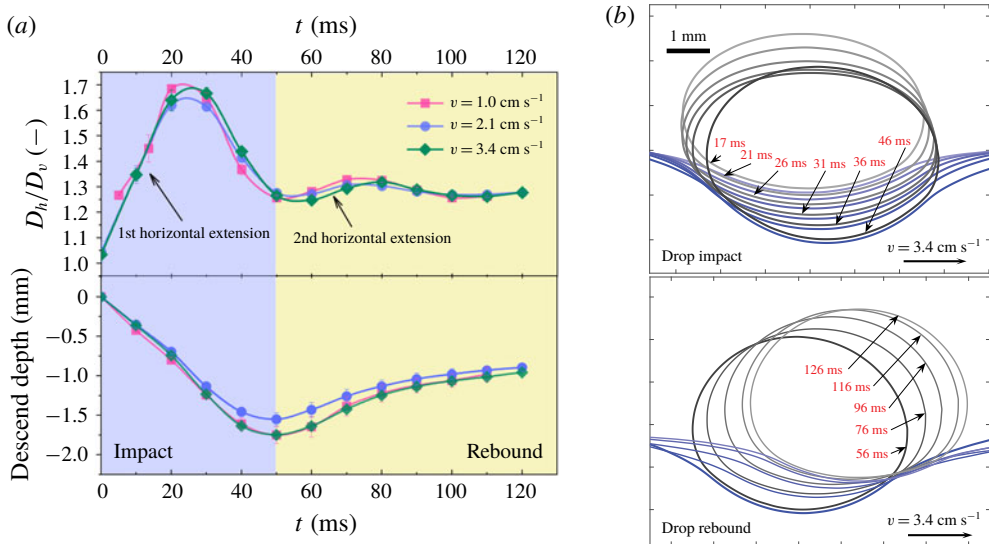 (a)
t (ms)
0 20 40 60 80 100 120
1.7
1.6
1.5
1.4
1.3
1.2
1.1
1.0
D_h/D_v (–)
v = 1.0 cm s⁻¹
v = 2.1 cm s⁻¹
v = 3.4 cm s⁻¹
1st horizontal extension
2nd horizontal extension
0
−0.5
−1.0
−1.5
−2.0
Descend depth (mm)
Impact
Rebound
0 20 40 60 80 100 120
t (ms)
(b)
1 mm
17 ms
21 ms
26 ms
31 ms
36 ms
46 ms
Drop impact
v = 3.4 cm s⁻¹
126 ms
116 ms
96 ms
76 ms
56 ms
Drop rebound
v = 3.4 cm s⁻¹